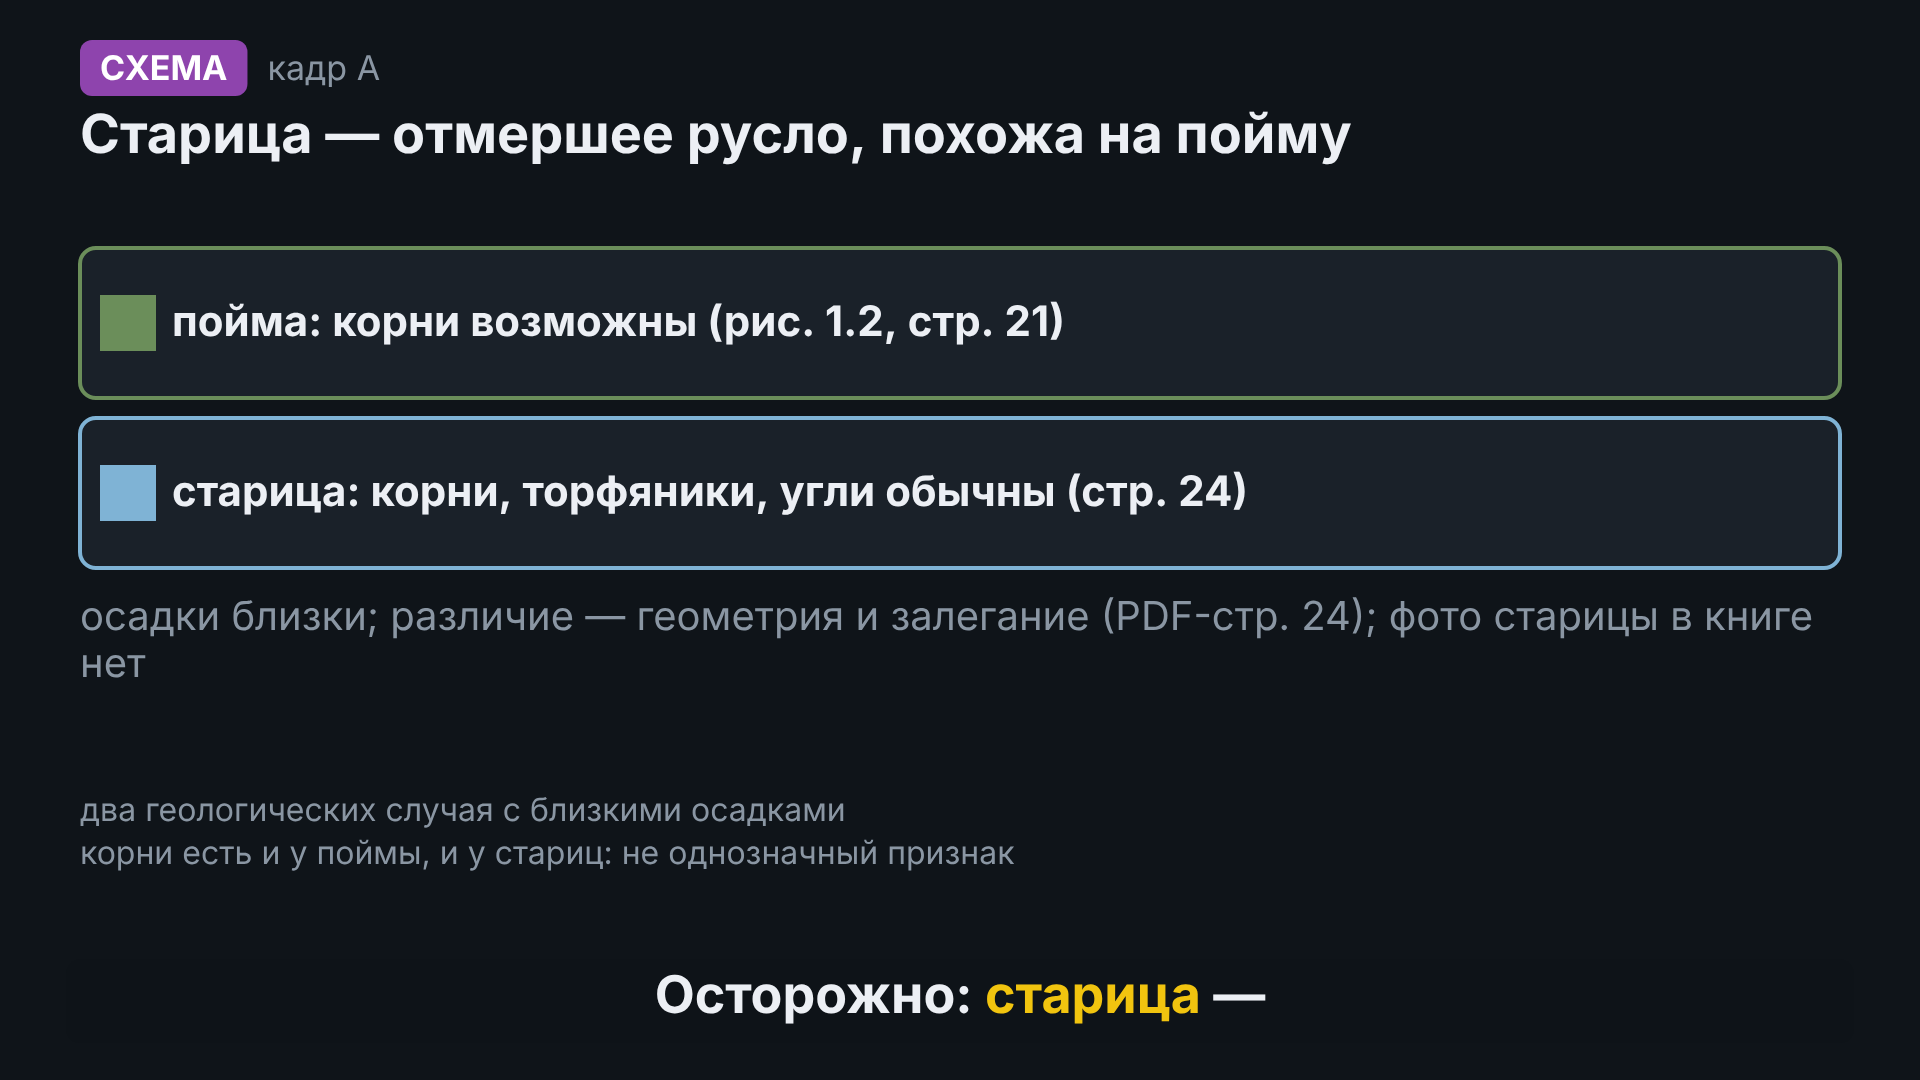 СХЕМА кадр А
Старица — отмершее русло, похожа на пойму
пойма: корни возможны (рис. 1.2, стр. 21)
старица: корни, торфяники, угли обычны (стр. 24)
осадки близки; различие — геометрия и залегание (PDF-стр. 24); фото старицы в книге
нет
два геологических случая с близкими осадками
корни есть и у поймы, и у стариц: не однозначный признак
Осторожно: старица —